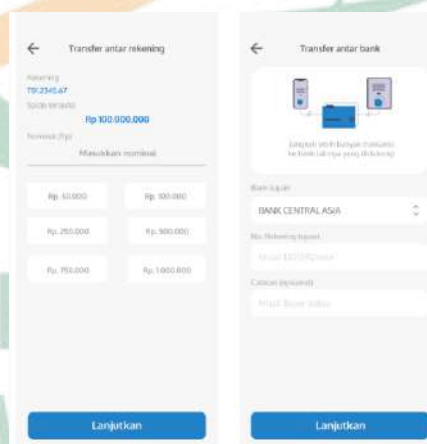 Transfer antar rekening
Rekening
Rp 100.000.000
Nominal (Rp)
Masukkan nominal
Rp. 50.000
Rp. 100.000
Rp. 250.000
Rp. 500.000
Rp. 750.000
Rp. 1.000.000
Lanjutkan
Transfer antar bank
Bank tujuan
BANK CENTRAL ASIA
No. Rekening tujuan
Catatan (opsional)
Lanjutkan